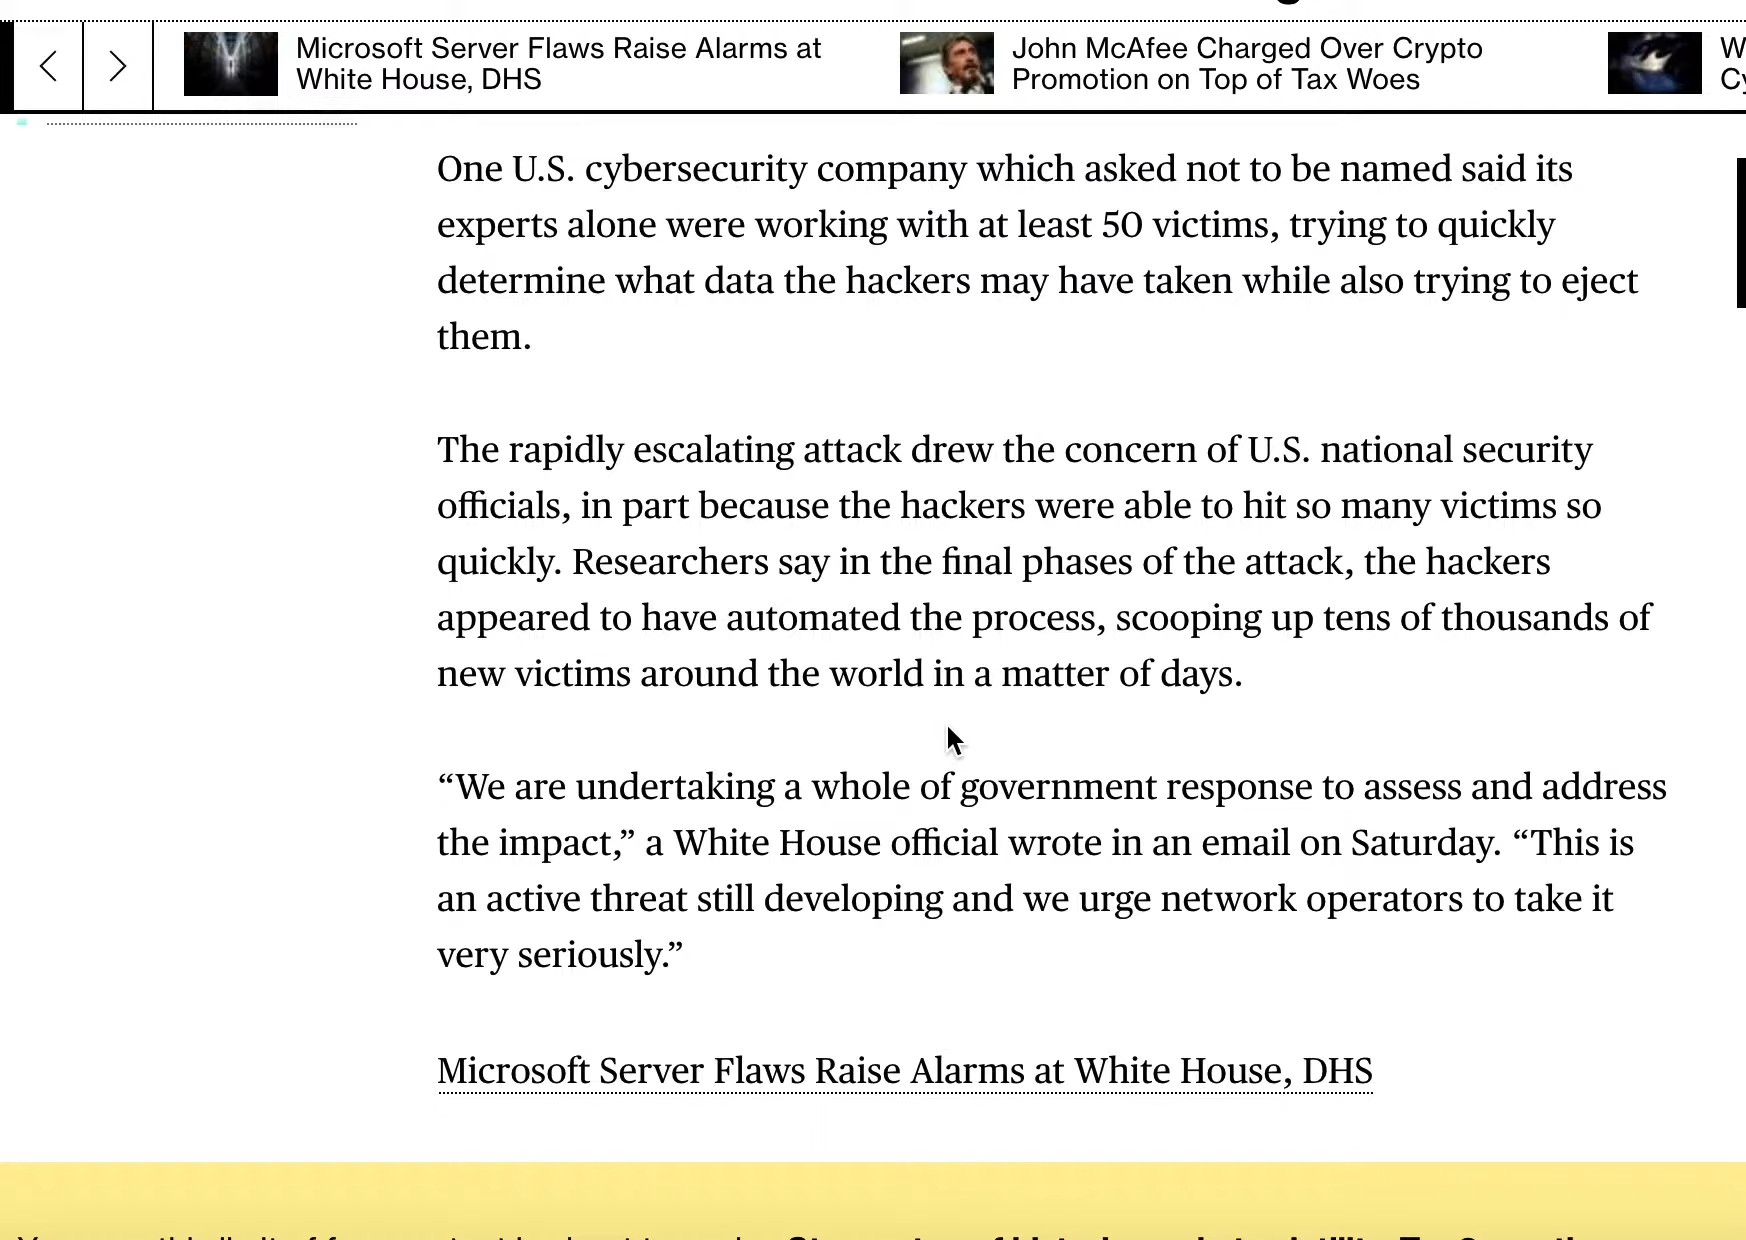 Microsoft Server Flaws Raise Alarms at
White House, DHS
John McAfee Charged Over Crypto
Promotion on Top of Tax Woes
One U.S. cybersecurity company which asked not to be named said its
experts alone were working with at least 50 victims, trying to quickly
determine what data the hackers may have taken while also trying to eject
them.
The rapidly escalating attack drew the concern of U.S. national security
officials, in part because the hackers were able to hit so many victims so
quickly. Researchers say in the final phases of the attack, the hackers
appeared to have automated the process, scooping up tens of thousands of
new victims around the world in a matter of days.
“We are undertaking a whole of government response to assess and address
the impact,” a White House official wrote in an email on Saturday. “This is
an active threat still developing and we urge network operators to take it
very seriously.”
Microsoft Server Flaws Raise Alarms at White House, DHS